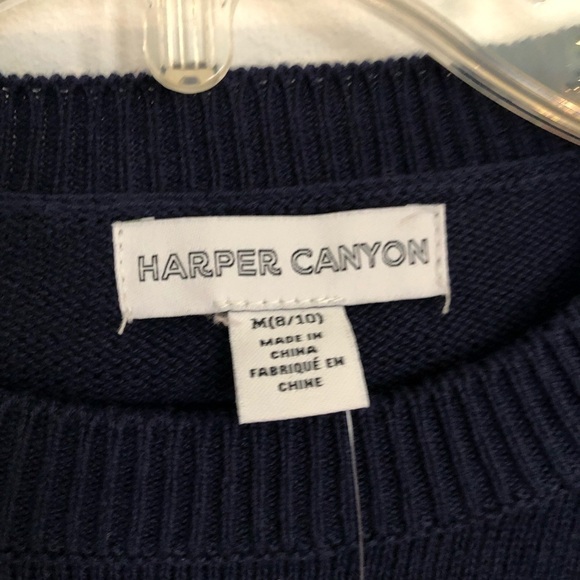 HARPER CANYON
M(8/10)
MADE IN
CHINA
FABRIQUÉ EN
CHINE